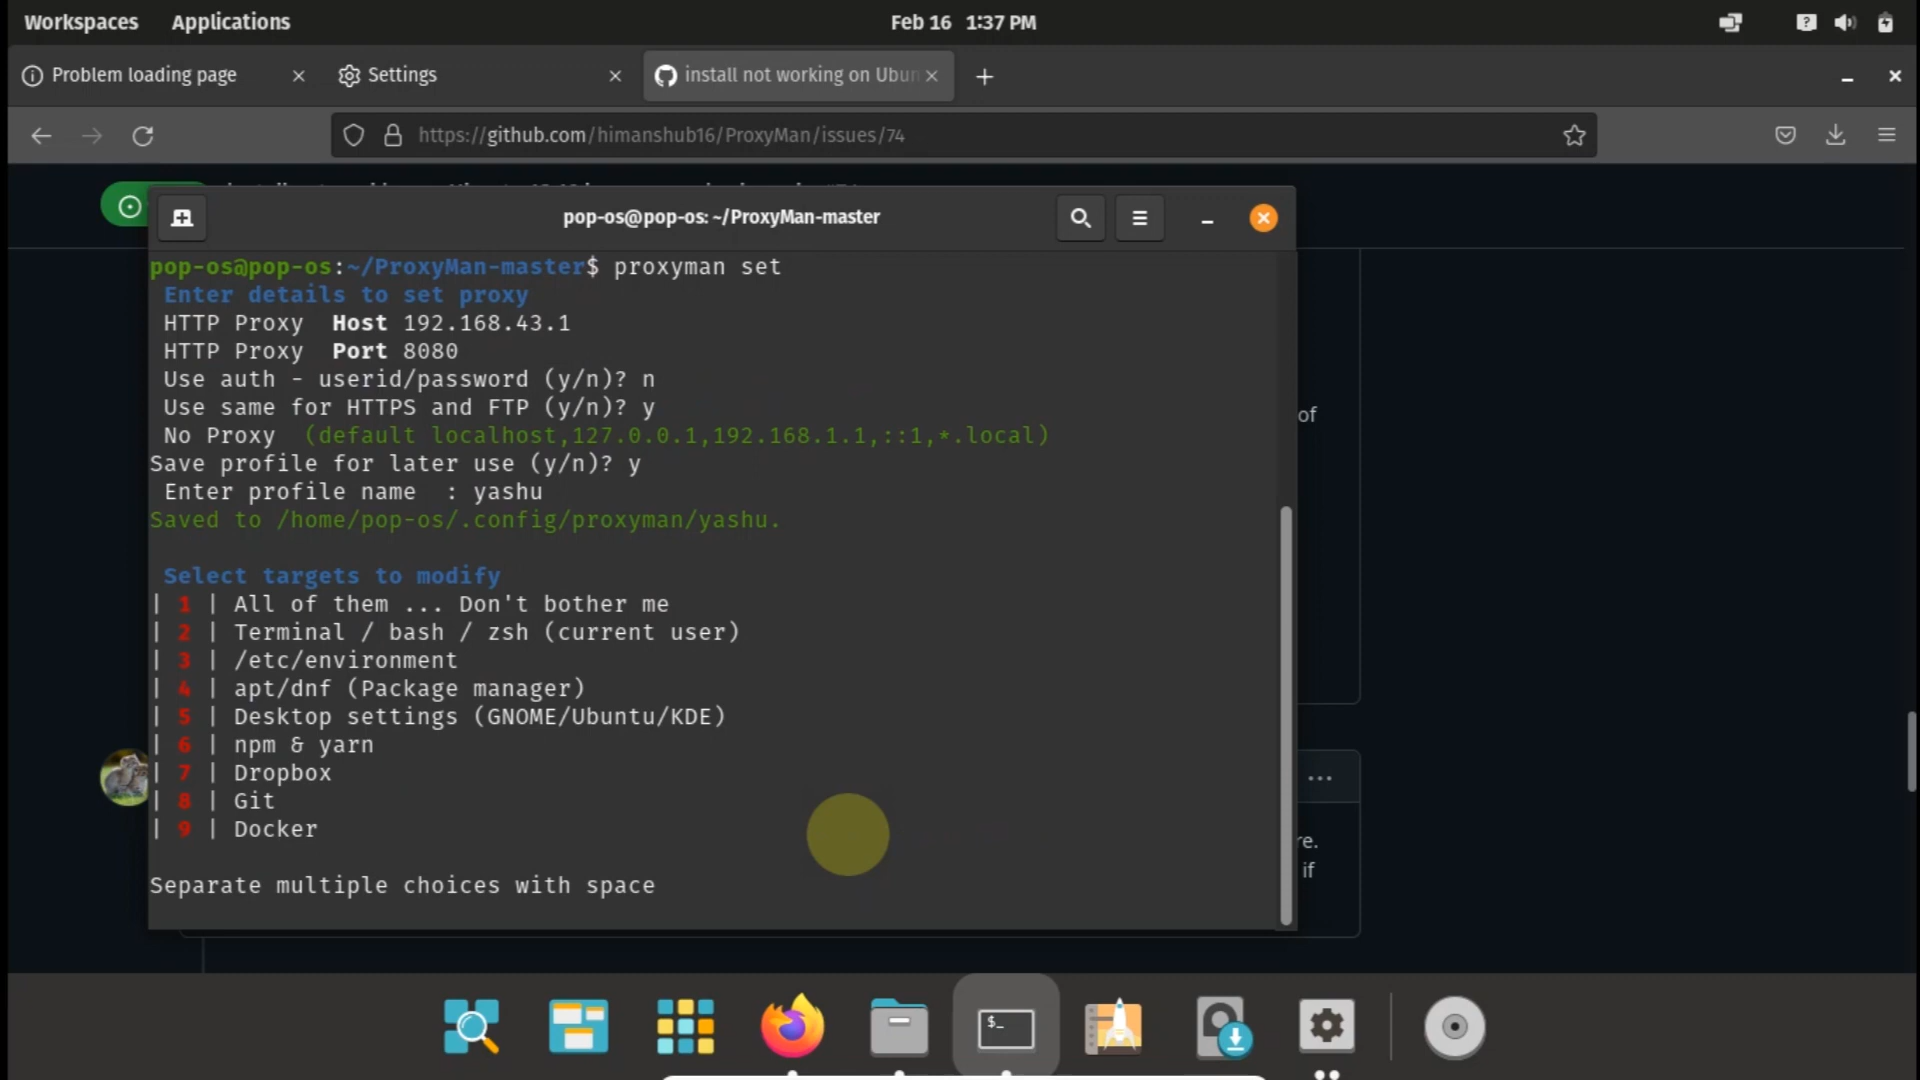 Workspaces Applications Feb 16 1:37 PM
Problem loading page Settings install not working on Ubun
https://github.com/himanshub16/ProxyMan/issues/74
pop-os@pop-os: ~/ProxyMan-master
pop-os@pop-os:~/ProxyMan-master$ proxyman set
Enter details to set proxy
HTTP Proxy Host 192.168.43.1
HTTP Proxy Port 8080
Use auth - userid/password (y/n)? n
Use same for HTTPS and FTP (y/n)? y
of
No Proxy (default localhost,127.0.0.1,192.168.1.1,::1,*.local)
Save profile for later use (y/n)? y
Enter profile name : yashu
Saved to /home/pop-os/.config/proxyman/yashu.
Select targets to modify
| 1 | All of them ... Don't bother me
| 2 | Terminal / bash / zsh (current user)
| 3 | /etc/environment
| 4 | apt/dnf (Package manager)
| 5 | Desktop settings (GNOME/Ubuntu/KDE)
| 6 | npm & yarn
| 7 | Dropbox
| 8 | Git
| 9 | Docker
re.
if
Separate multiple choices with space
$_